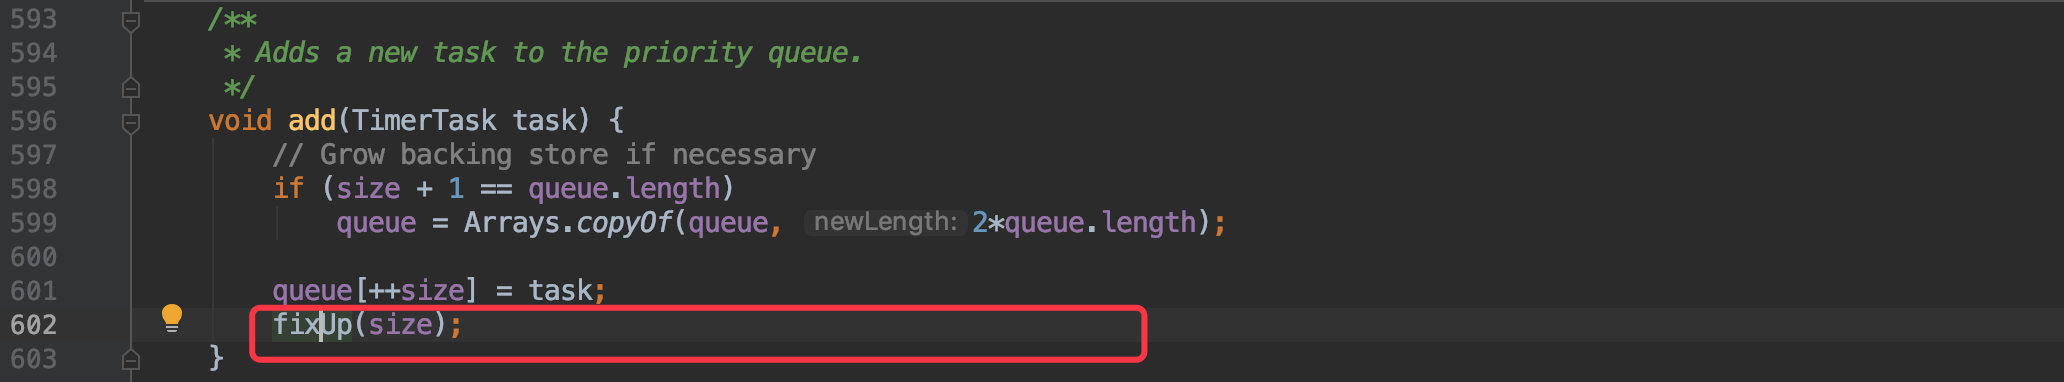 593 /**
594 * Adds a new task to the priority queue.
595 */
596 void add(TimerTask task) {
597 // Grow backing store if necessary
598 if (size + 1 == queue.length)
599 queue = Arrays.copyOf(queue, newLength: 2*queue.length);
600
601 queue[++size] = task;
602 fixUp(size);
603 }